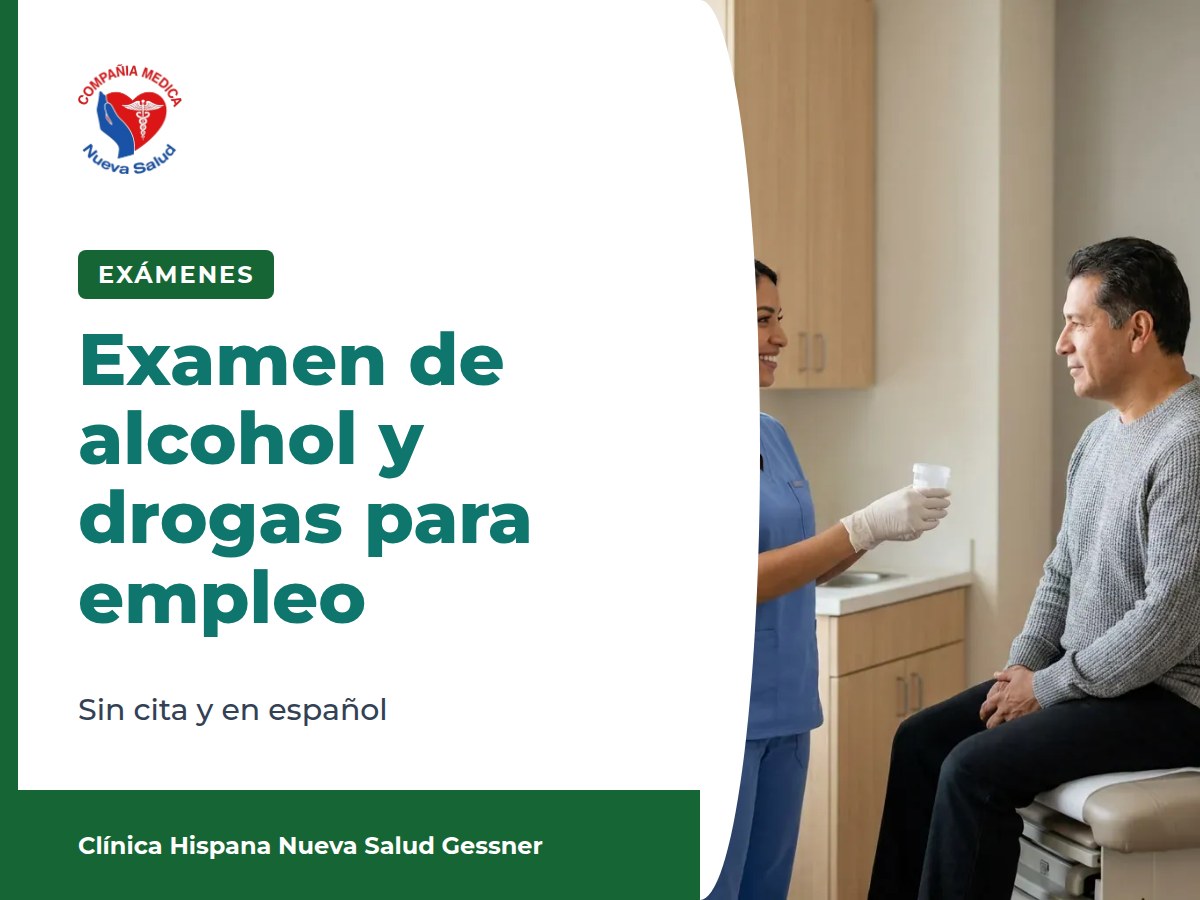 COMPAÑIA MEDICA
Nueva Salud
EXÁMENES
Examen de
alcohol y
drogas para
empleo
Sin cita y en español
Clínica Hispana Nueva Salud Gessner